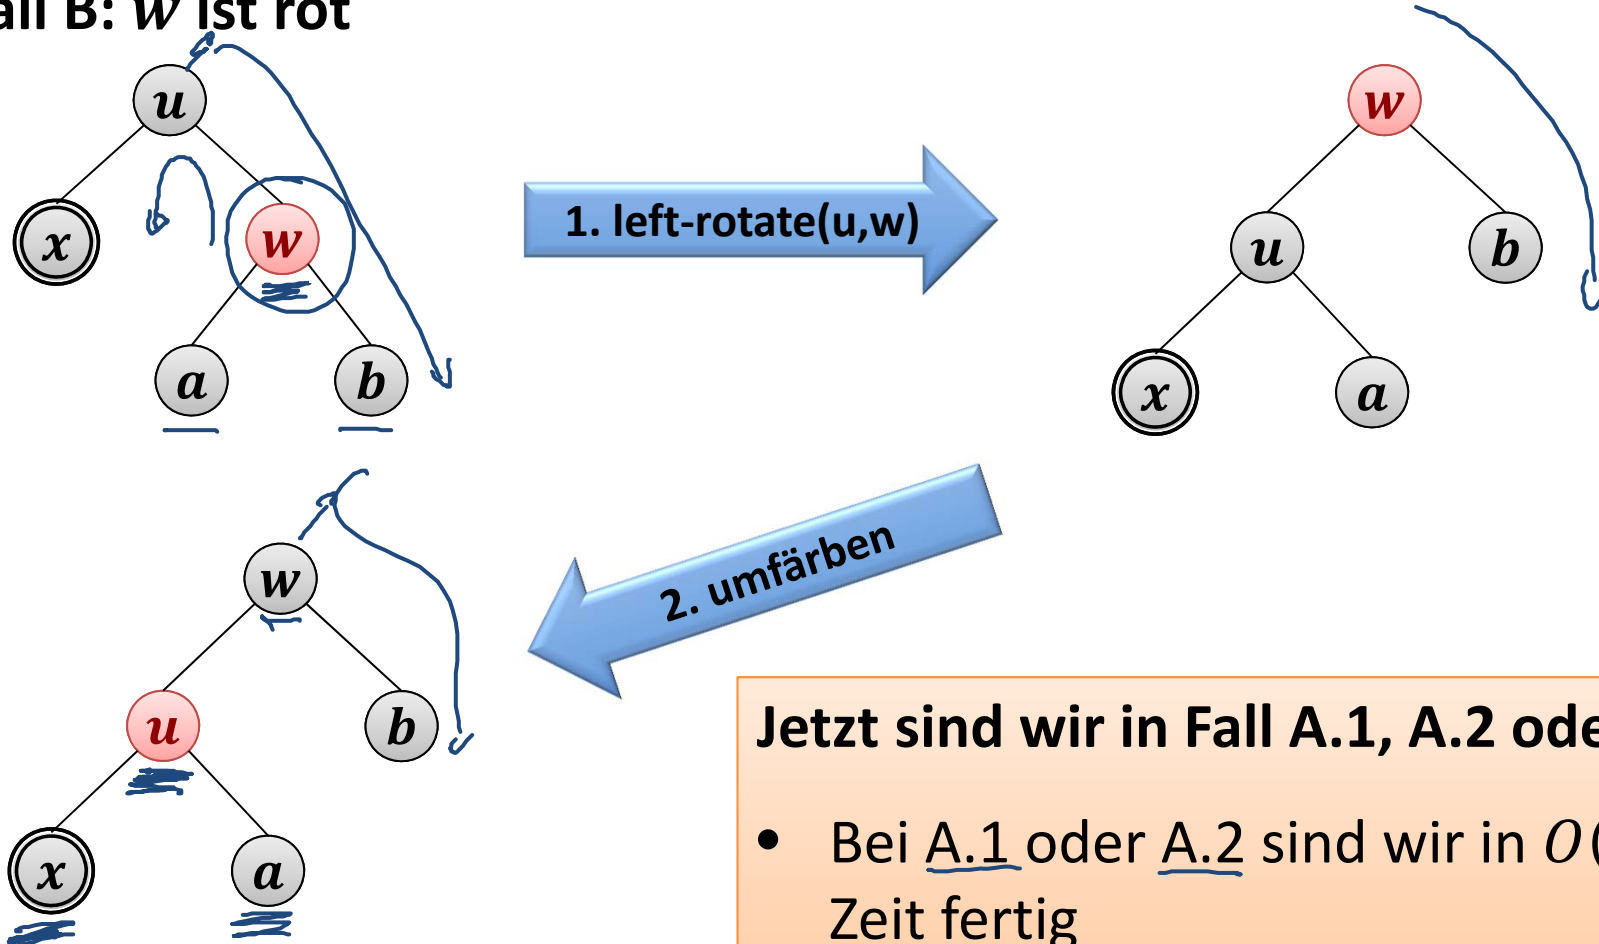 all B: w ist rot
u
x
w
a
b
1. left-rotate(u,w)
w
u
b
x
a
2. umfärben
w
u
b
x
a
Jetzt sind wir in Fall A.1, A.2 ode
• Bei A.1 oder A.2 sind wir in O(
Zeit fertig